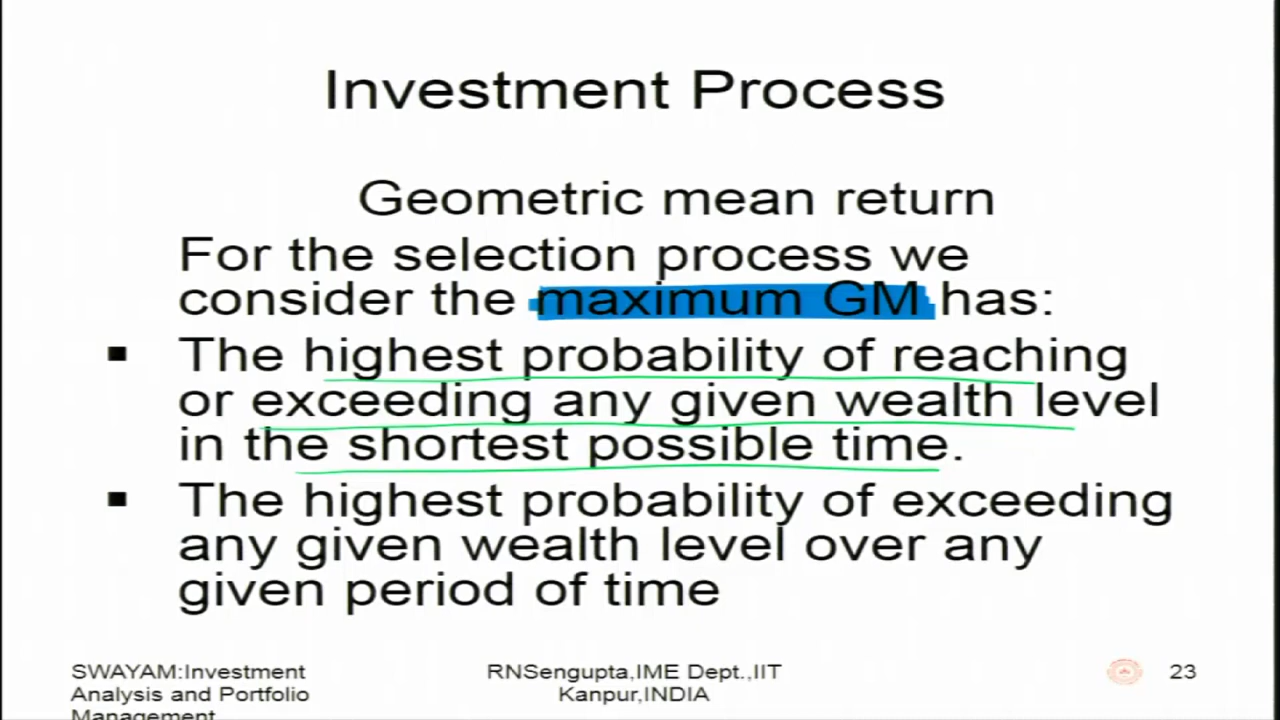 Investment Process
Geometric mean return
For the selection process we
consider the maximum GM has:
▪ The highest probability of reaching
or exceeding any given wealth level
in the shortest possible time.
▪ The highest probability of exceeding
any given wealth level over any
given period of time
SWAYAM:Investment
Analysis and Portfolio
Management
RNSengupta,IME Dept.,IIT
Kanpur,INDIA
23